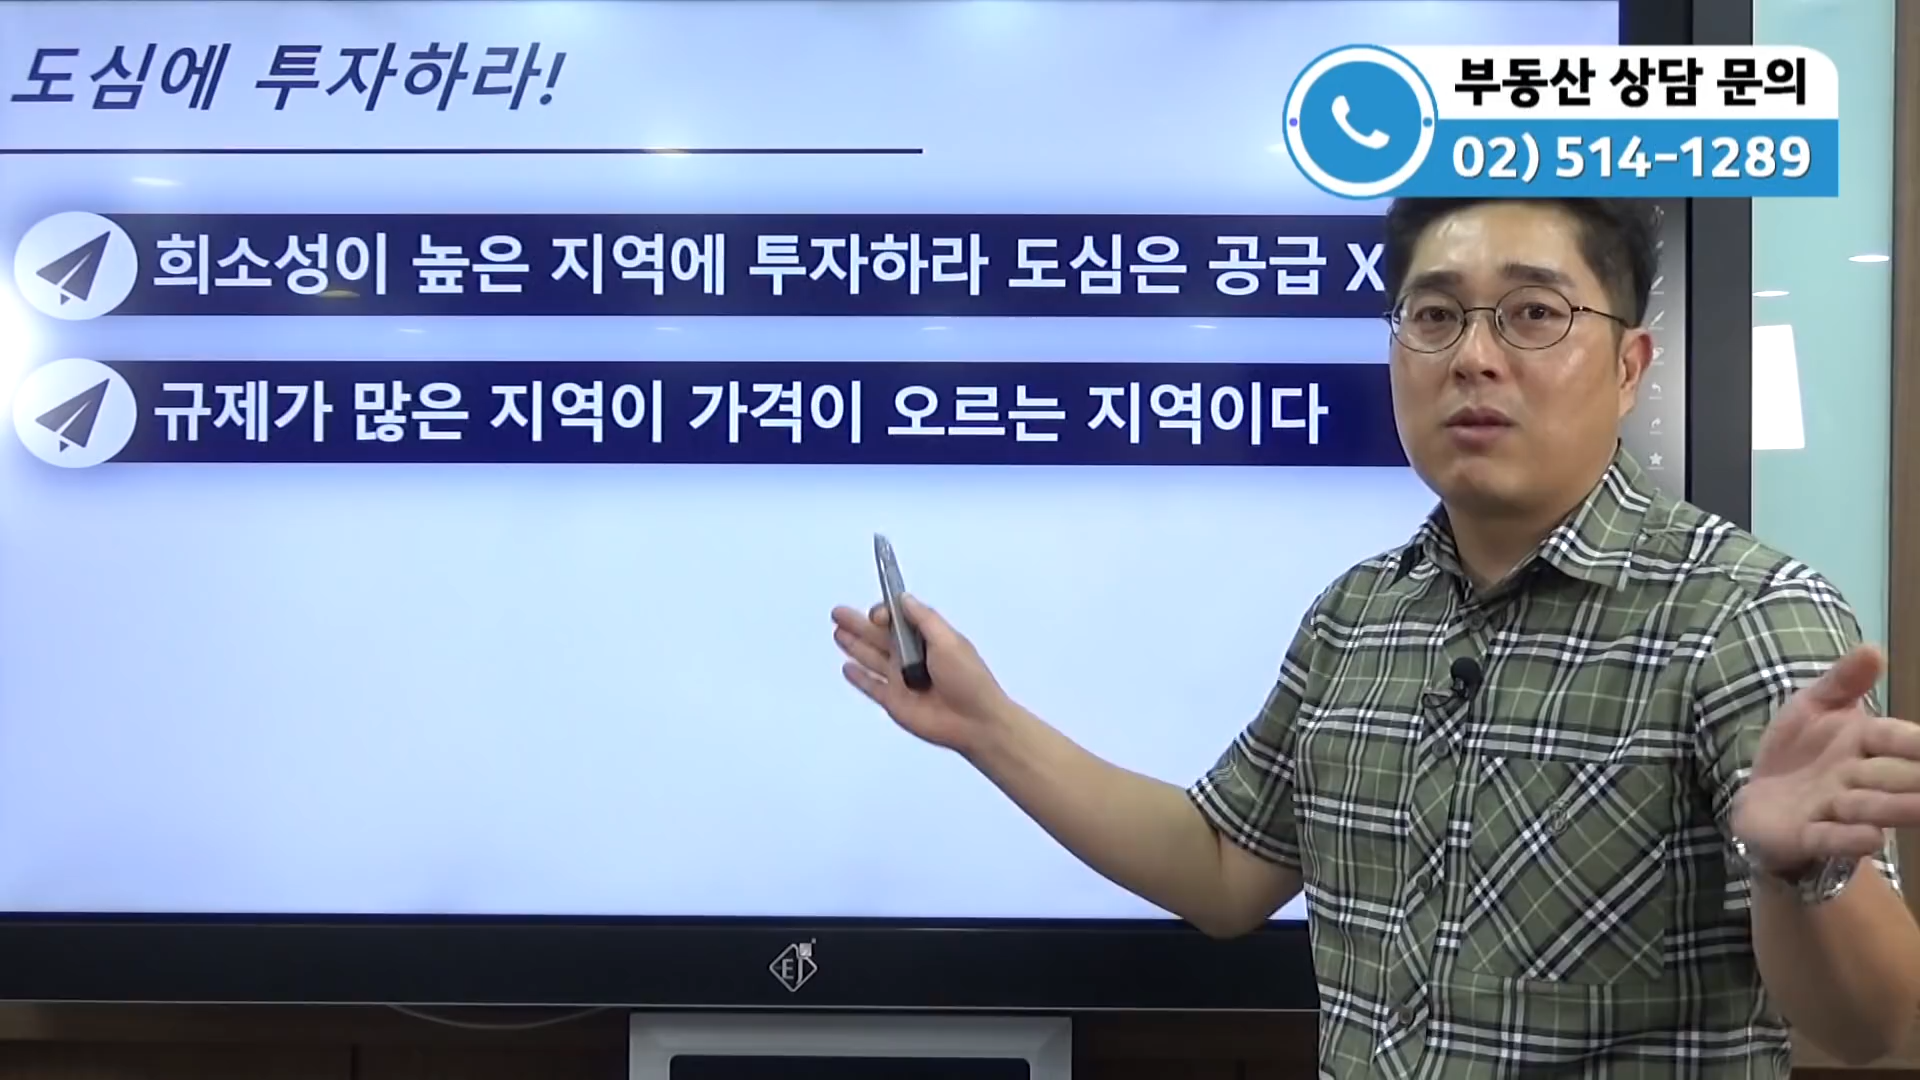 도심에 투자하라!
부동산 상담 문의
02) 514-1289
희소성이 높은 지역에 투자하라 도심은 공급 X
규제가 많은 지역이 가격이 오르는 지역이다